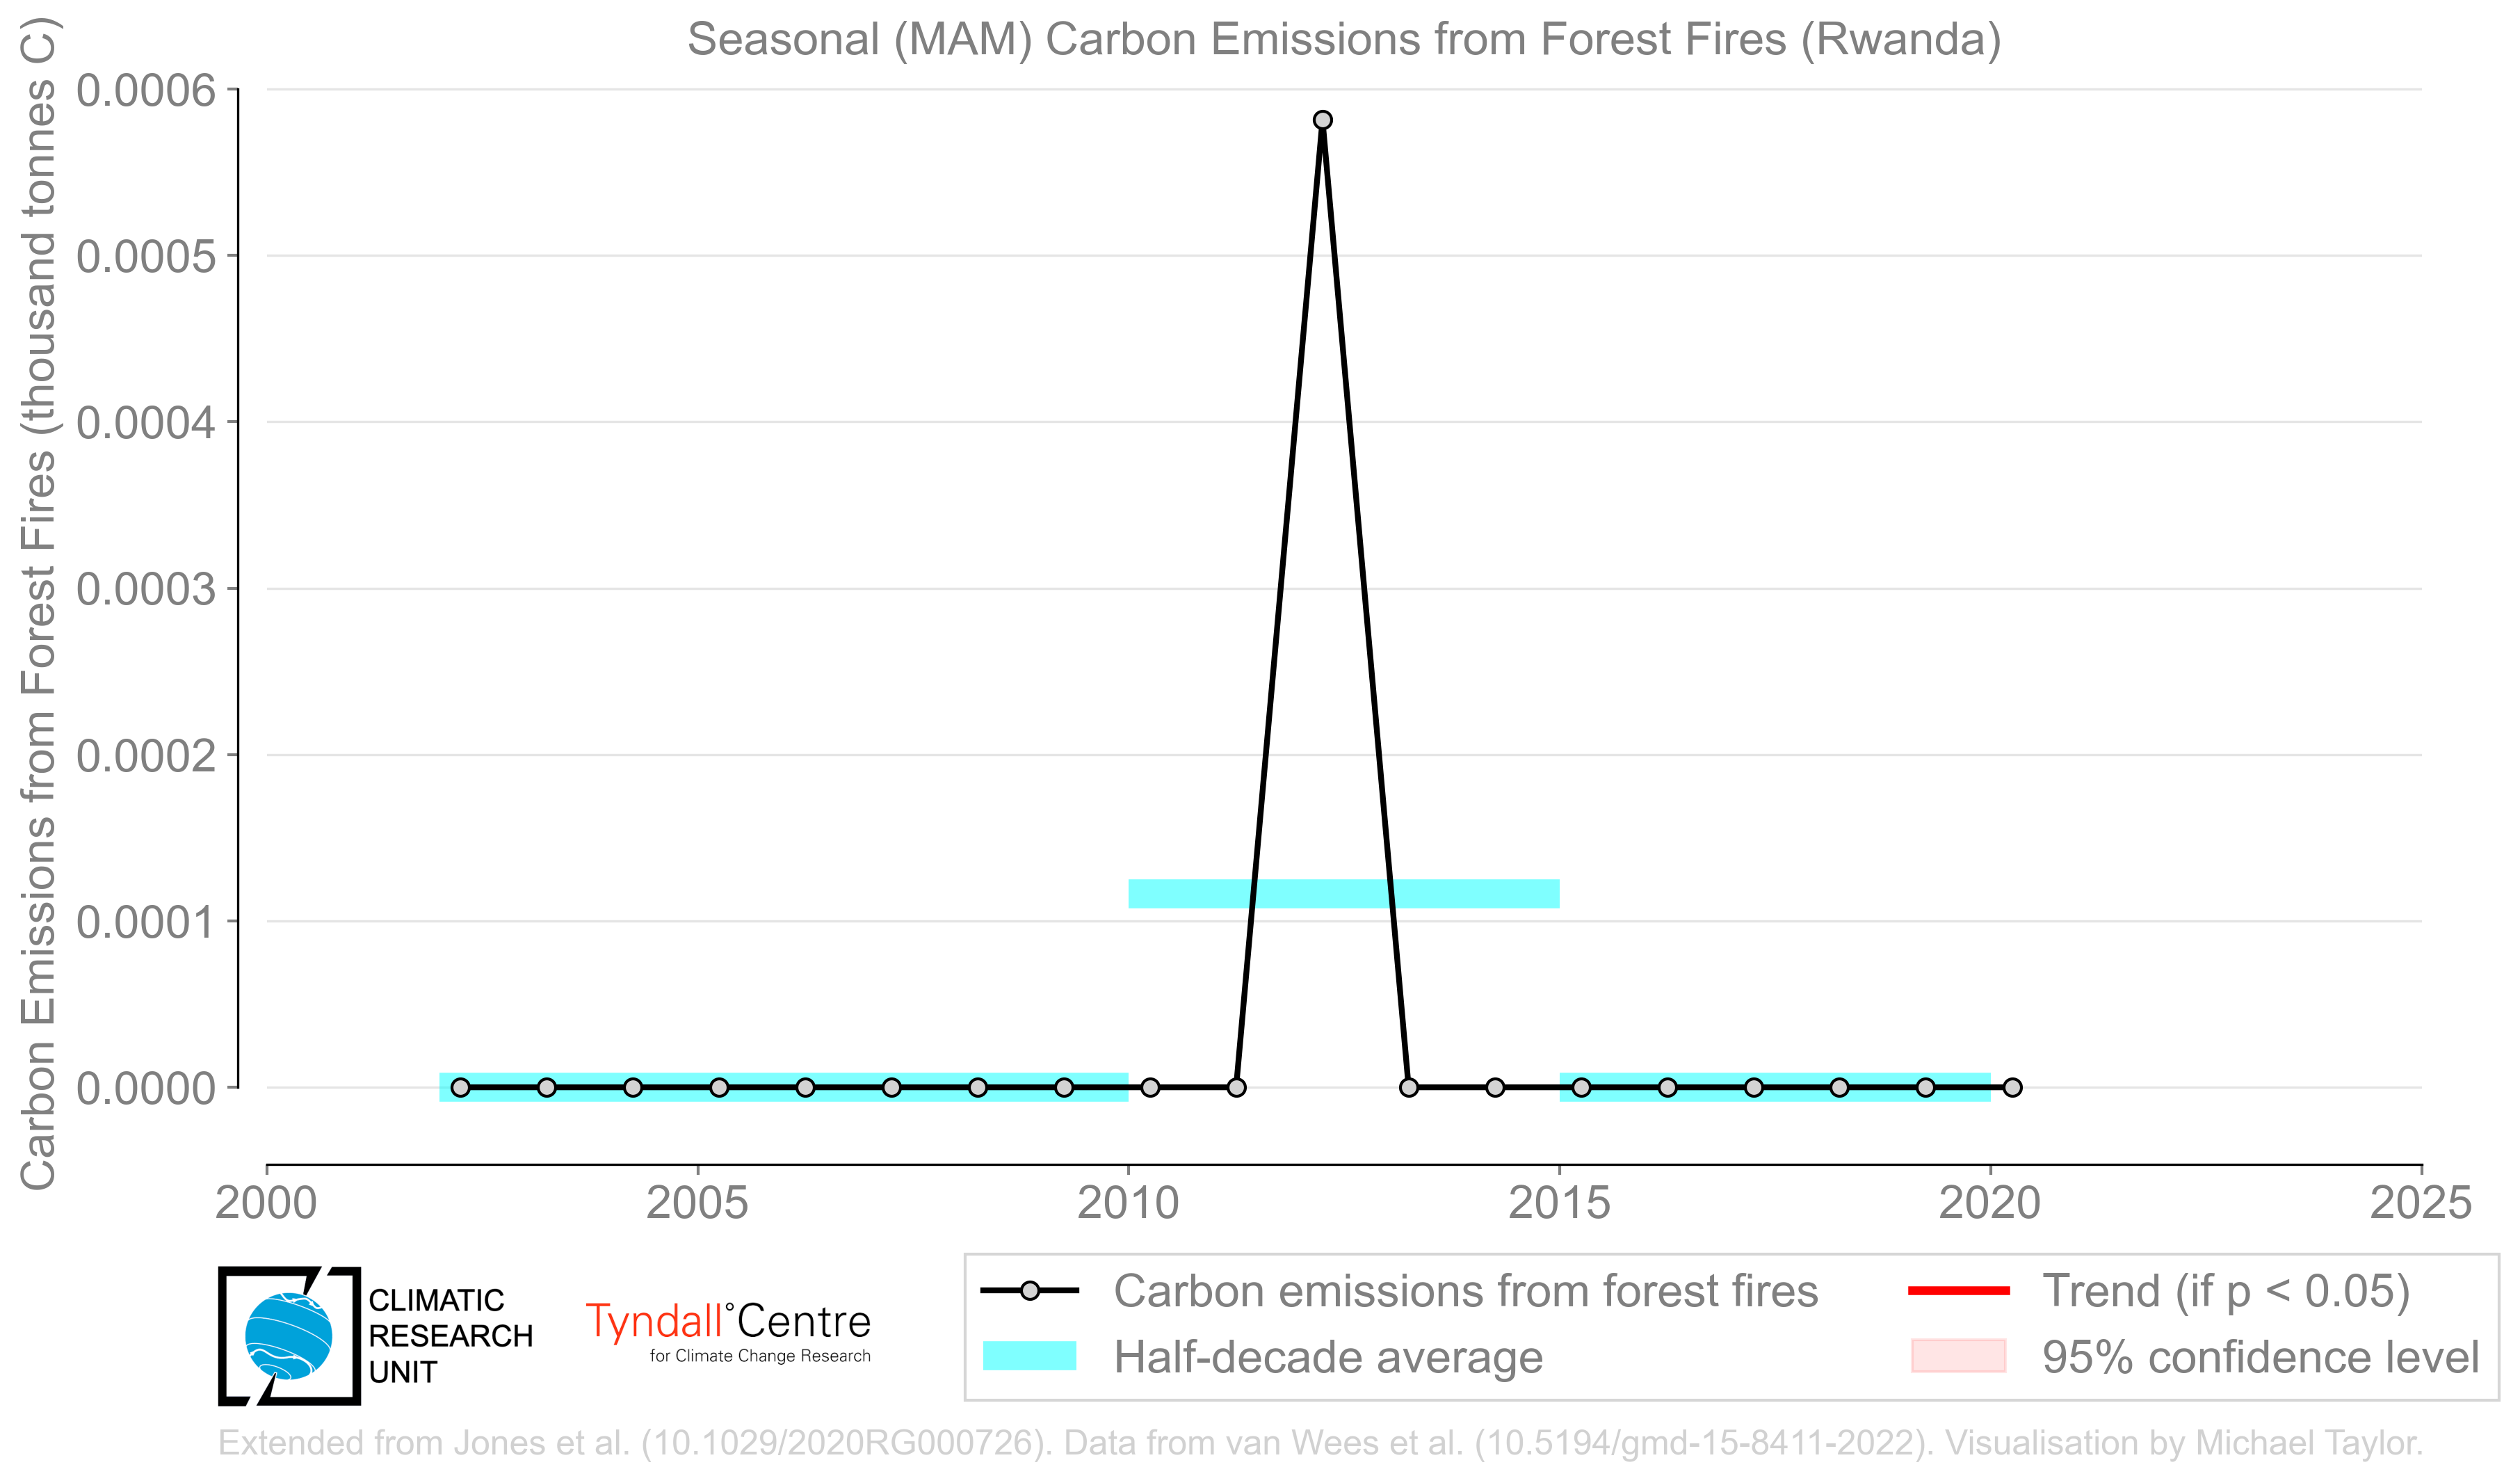 Seasonal (MAM) Carbon Emissions from Forest Fires (Rwanda)
Carbon Emissions from Forest Fires (thousand tonnes C)
0.0006
0.0005
0.0004
0.0003
0.0002
0.0001
0.0000
2000 2005 2010 2015 2020 2025
CLIMATIC
RESEARCH
UNIT
Tyndall°Centre
for Climate Change Research
Carbon emissions from forest fires
Half-decade average
Trend (if p < 0.05)
95% confidence level
Extended from Jones et al. (10.1029/2020RG000726). Data from van Wees et al. (10.5194/gmd-15-8411-2022). Visualisation by Michael Taylor.